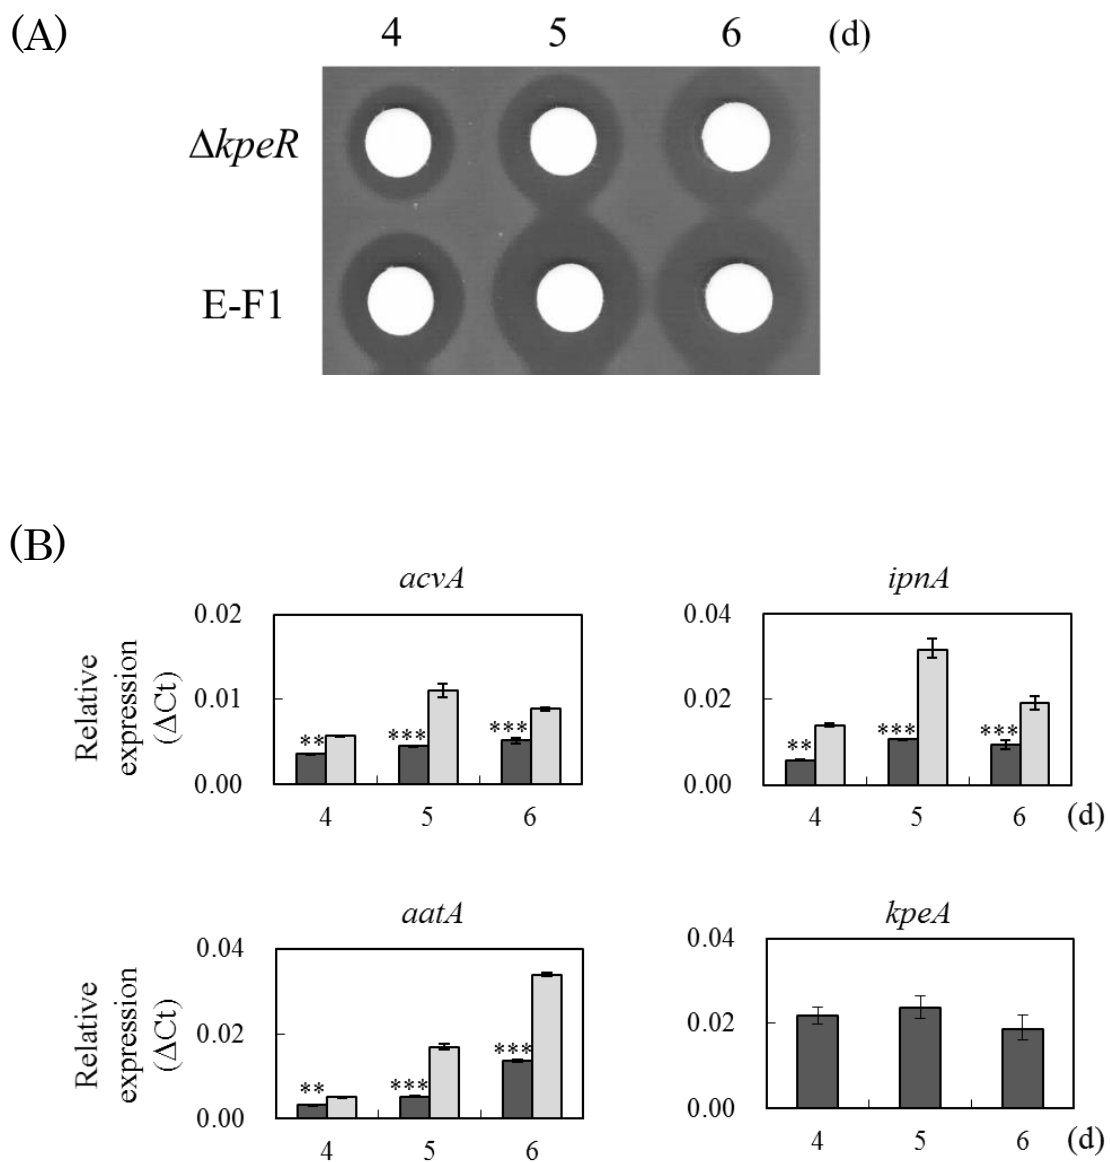 (A)
4 5 6 (d)
ΔkpeR
E-F1
(B)
acvA
Relative
expression
(ΔCt)
0.02
0.01
0.00
** *** ***
4 5 6
ipnA
0.04
0.02
0.00
** *** ***
4 5 6 (d)
aatA
Relative
expression
(ΔCt)
0.04
0.02
0.00
** *** ***
4 5 6
kpeA
0.04
0.02
0.00
4 5 6 (d)